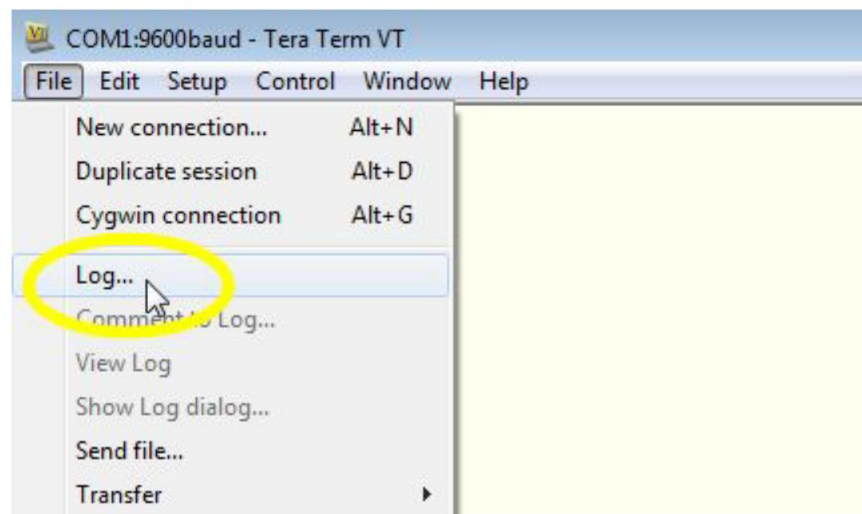 COM1:9600baud - Tera Term VT
File Edit Setup Control Window Help
New connection... Alt+N
Duplicate session Alt+D
Cygwin connection Alt+G
Log...
Comment to Log...
View Log
Show Log dialog...
Send file...
Transfer